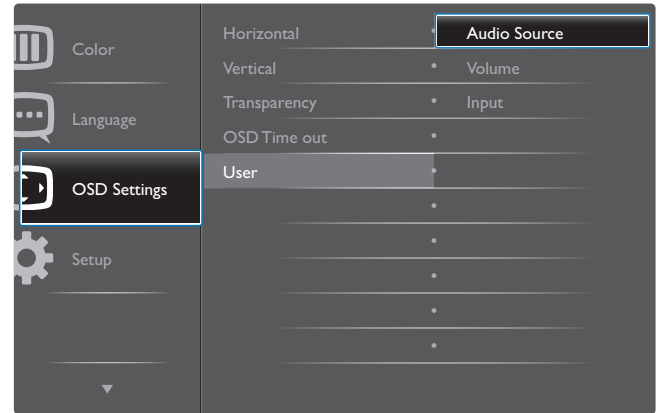 Color
Language
OSD Settings
Setup
Horizontal
Vertical
Transparency
OSD Time out
User
Audio Source
Volume
Input